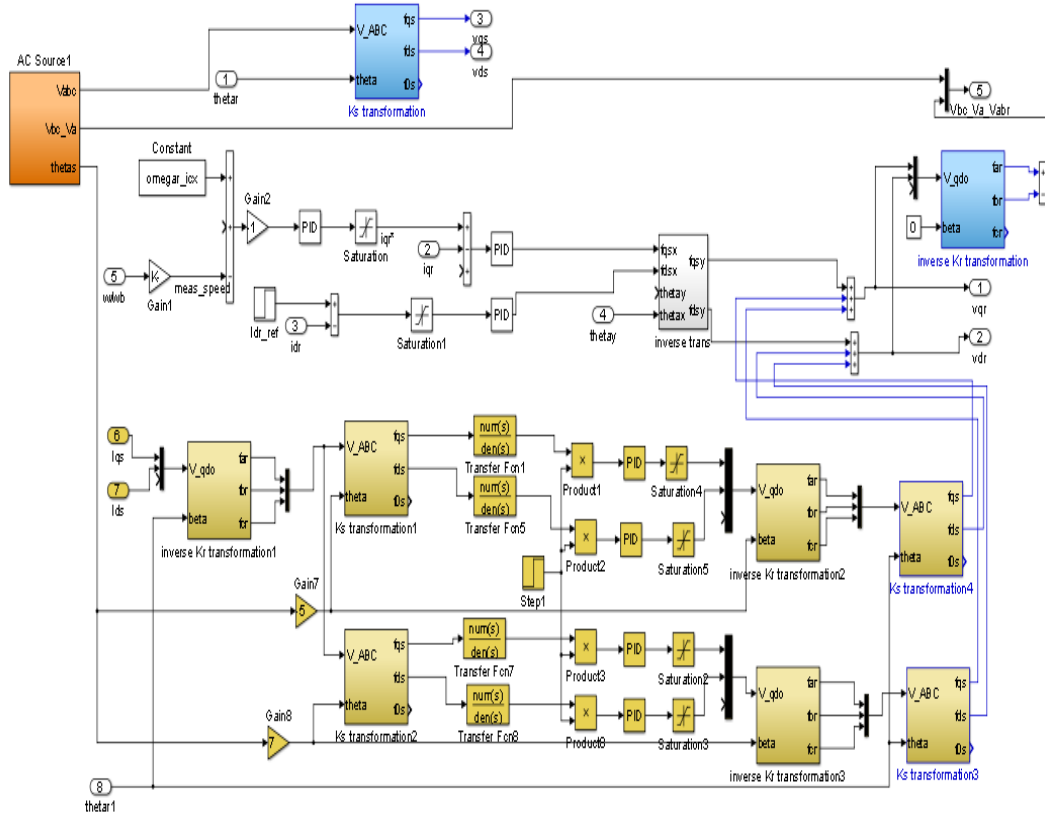 AC Source1
Vabc
Vbc_Va
thetas
1
thetar
V_ABC
theta
fqs
fds
f0s
Ks transformation
3
vqs
4
vds
5
Vbc_Va_Vabr
Constant
omegar_icx
5
w/wb
K-
Gain1
meas_speed
+
+
-
-1
Gain2
PID
Saturation
iqr*
2
iqr
+
-
+
PID
Idr_ref
3
idr
+
-
Saturation1
PID
4
thetay
fqsx
fdsx
thetay
thetax
fqsy
fdsy
inverse trans
+
+
+
+
+
+
0
V_qdo
beta
far
fbr
fcr
inverse Kr transformation
+
-
1
vqr
2
vdr
6
Iqs
7
Ids
V_qdo
beta
far
fbr
fcr
inverse Kr transformation1
V_ABC
theta
fqs
fds
f0s
Ks transformation1
num(s)
den(s)
Transfer Fcn1
num(s)
den(s)
Transfer Fcn5
×
Product1
PID
Saturation4
×
Product2
PID
Saturation5
Step1
V_qdo
beta
far
fbr
fcr
inverse Kr transformation2
V_ABC
theta
fqs
fds
f0s
Ks transformation4
5
Gain7
V_ABC
theta
fqs
fds
f0s
Ks transformation2
num(s)
den(s)
Transfer Fcn7
num(s)
den(s)
Transfer Fcn8
×
Product3
PID
Saturation2
×
PID
Saturation3
V_qdo
beta
far
fbr
fcr
inverse Kr transformation3
V_ABC
theta
fqs
fds
f0s
Ks transformation3
7
Gain8
8
thetar1